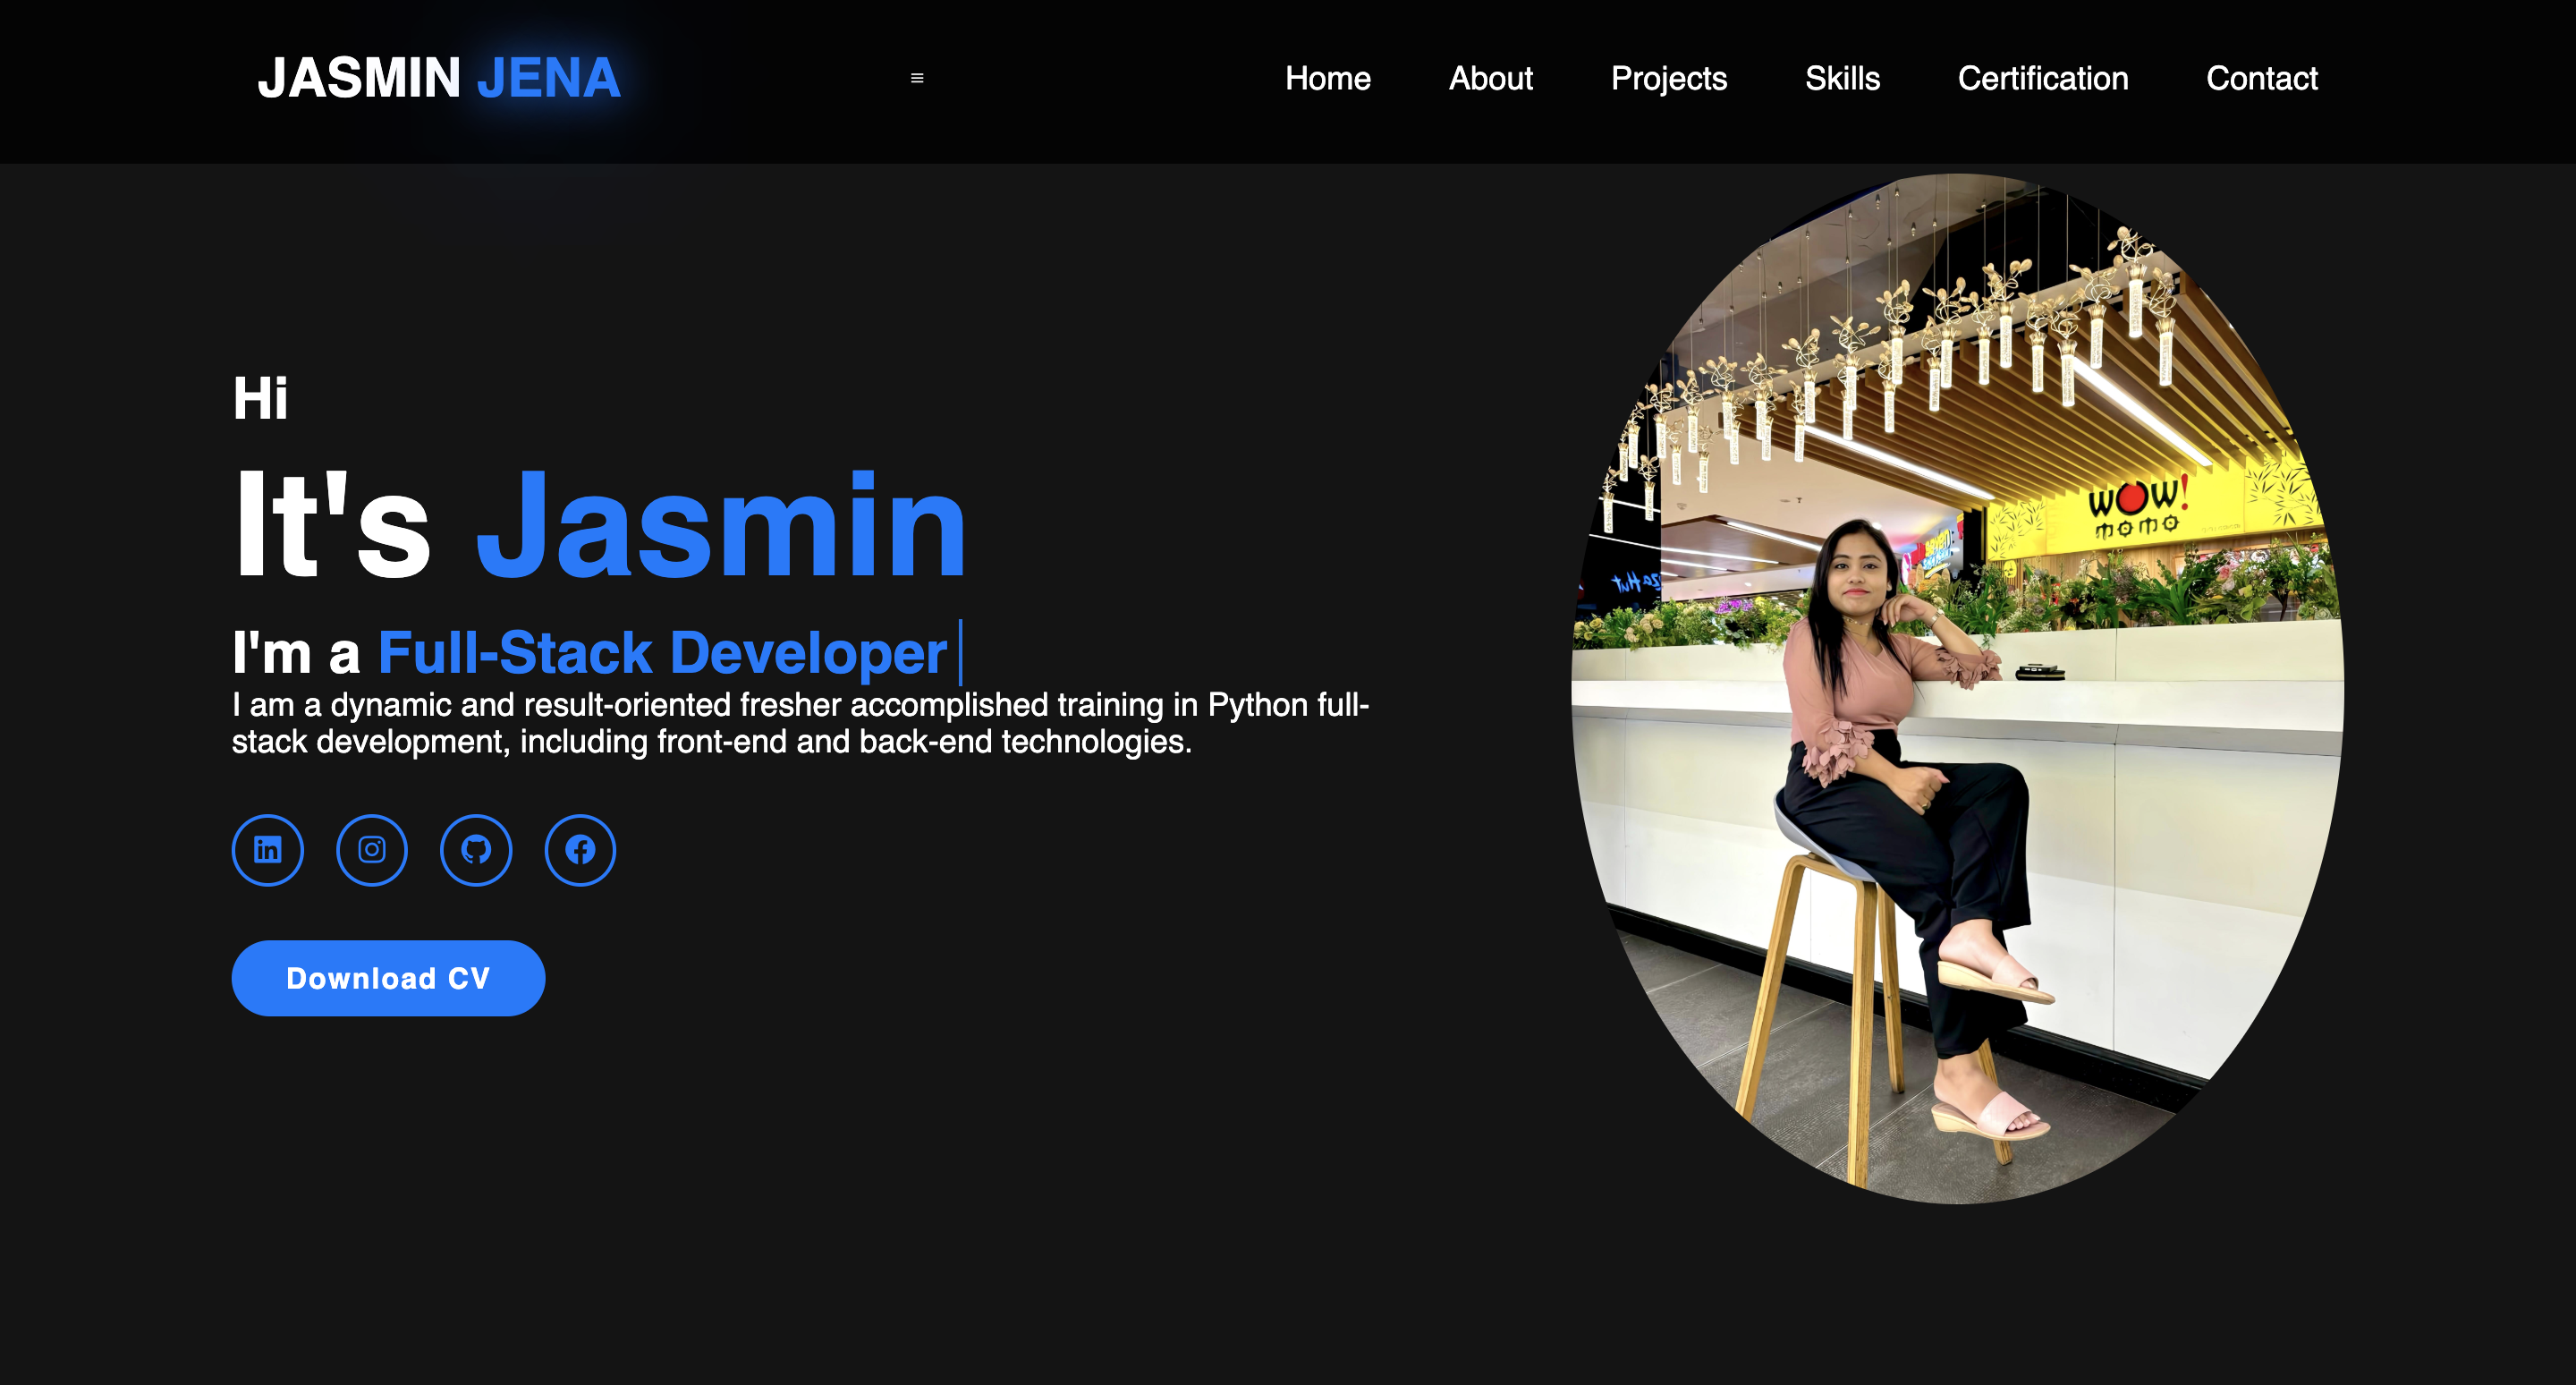 JASMIN JENA
Home About Projects Skills Certification Contact
Hi
It's Jasmin
I'm a Full-Stack Developer
I am a dynamic and result-oriented fresher accomplished training in Python full-
stack development, including front-end and back-end technologies.
Download CV
WOW!
MOMO